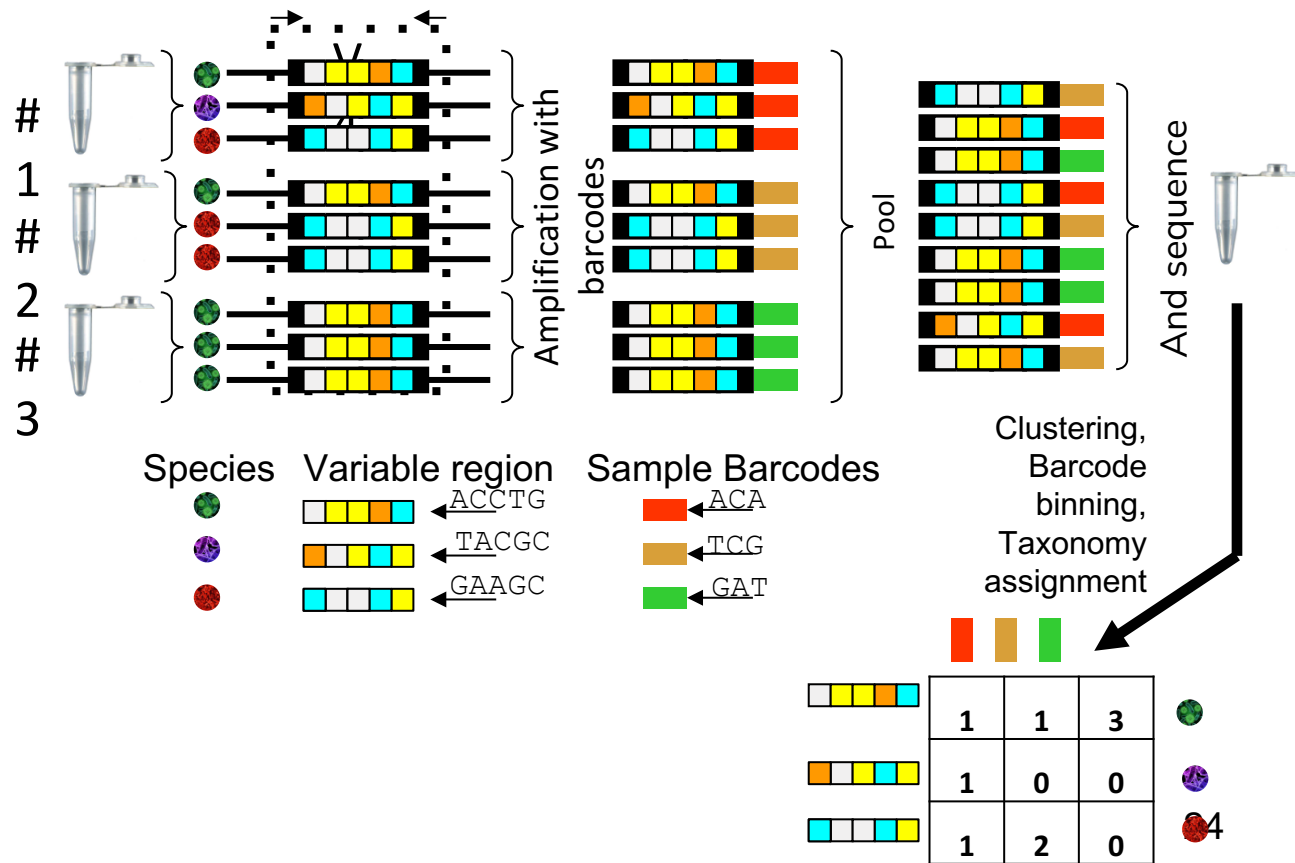 #
1
#
2
#
3
Amplification with
barcodes
Pool
And sequence
Species
Variable region
Sample Barcodes
ACCTG
ACA
TACGC
TCG
GAAGC
GAT
Clustering,
Barcode
binning,
Taxonomy
assignment
1 1 3
1 0 0
1 2 0